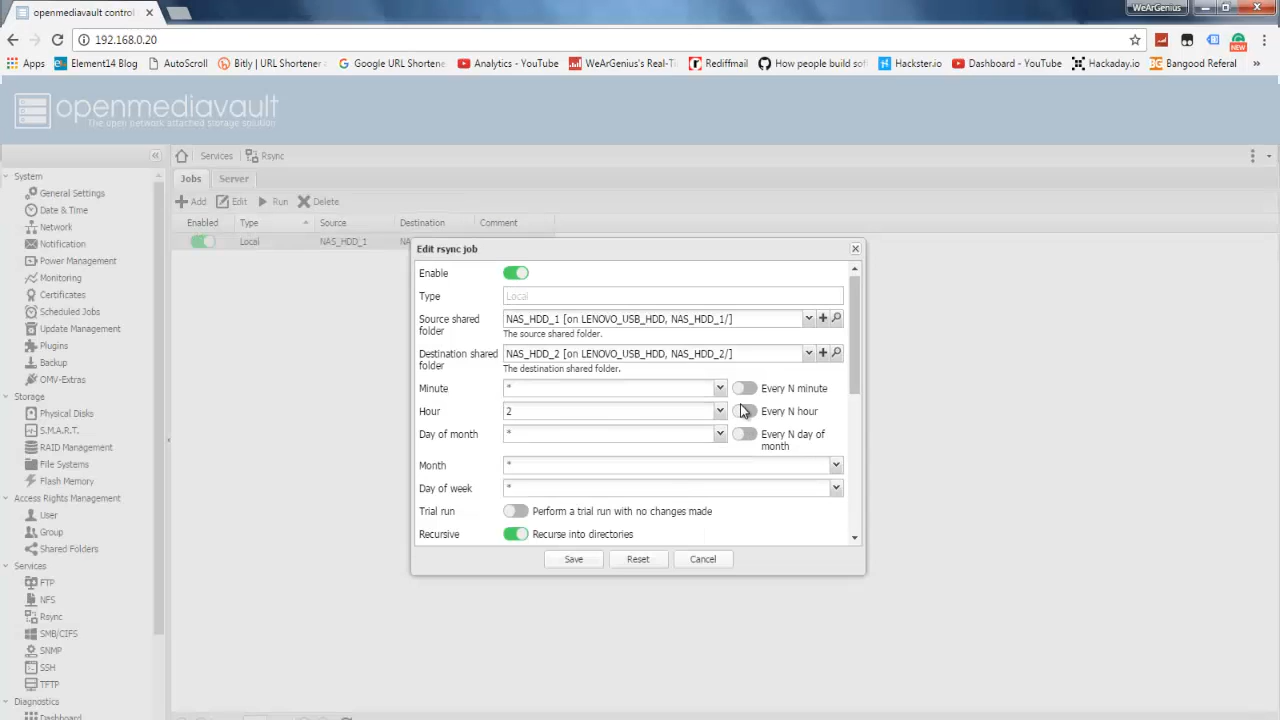 openmediavault control
WeArGenius
192.168.0.20
NEW
Apps
Element14 Blog
AutoScroll
Bitly | URL Shortener
Google URL Shortene
Analytics - YouTube
WeArGenius's Real-T
Rediffmail
How people build sof
Hackster.io
Dashboard - YouTube
Hackaday.io
Bangood Referal
»
openmediavault
The open network attached storage solution
Services
Rsync
System
General Settings
Date & Time
Network
Notification
Power Management
Monitoring
Certificates
Scheduled Jobs
Update Management
Plugins
Backup
OMV-Extras
Storage
Physical Disks
S.M.A.R.T.
RAID Management
File Systems
Flash Memory
Access Rights Management
User
Group
Shared Folders
Services
FTP
NFS
Rsync
SMB/CIFS
SNMP
SSH
TFTP
Diagnostics
Dashboard
Jobs
Server
Add
Edit
Run
Delete
Enabled
Type
Source
Destination
Comment
Local
NAS_HDD_1
NA
Edit rsync job
Enable
Type
Local
Source shared folder
NAS_HDD_1 [on LENOVO_USB_HDD, NAS_HDD_1/]
The source shared folder.
Destination shared folder
NAS_HDD_2 [on LENOVO_USB_HDD, NAS_HDD_2/]
The destination shared folder.
Minute
*
Every N minute
Hour
2
Every N hour
Day of month
*
Every N day of month
Month
*
Day of week
*
Trial run
Perform a trial run with no changes made
Recursive
Recurse into directories
Save
Reset
Cancel